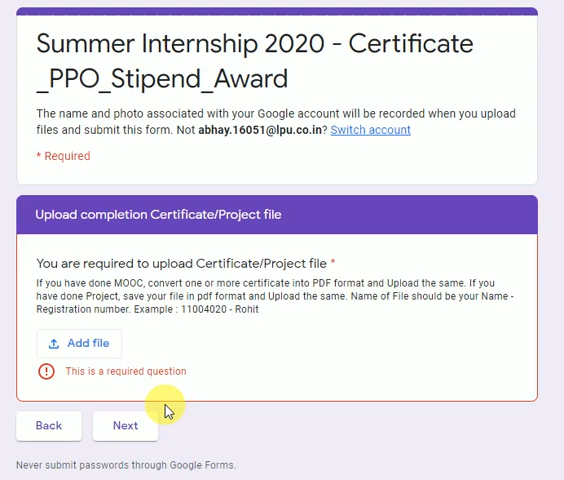 Summer Internship 2020 - Certificate
_PPO_Stipend_Award
The name and photo associated with your Google account will be recorded when you upload
files and submit this form. Not abhay.16051@lpu.co.in? Switch account
* Required
Upload completion Certificate/Project file
You are required to upload Certificate/Project file *
If you have done MOOC, convert one or more certificate into PDF format and Upload the same. If you
have done Project, save your file in pdf format and Upload the same. Name of File should be your Name -
Registration number. Example : 11004020 - Rohit
Add file
This is a required question
Back
Next
Never submit passwords through Google Forms.